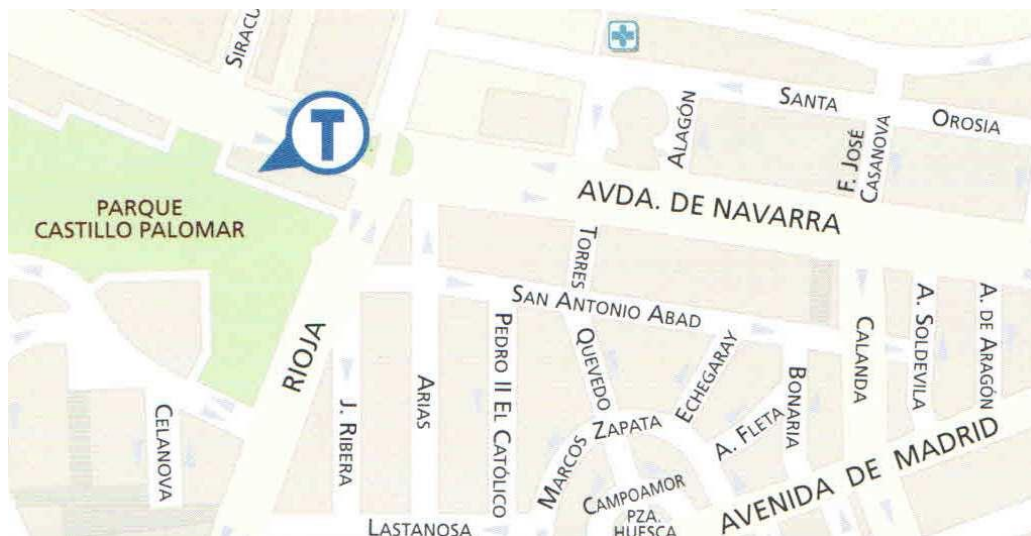 SIRACU
T
SANTA
OROSIA
ALAGÓN
F. JOSÉ
CASANOVA
AVDA. DE NAVARRA
PARQUE
CASTILLO PALOMAR
TORRES
SAN ANTONIO ABAD
RIOJA
J. RIBERA
ARIAS
PEDRO II EL CATÓLICO
QUEVEDO
ECHEGARAY
BONARIA
CALANDA
A. SOLDEVILA
A. DE ARAGÓN
CELANOVA
MARCOS ZAPATA
A. FLETA
AVENIDA DE MADRID
CAMPOAMOR
PZA.
HUESCA
LASTANOSA